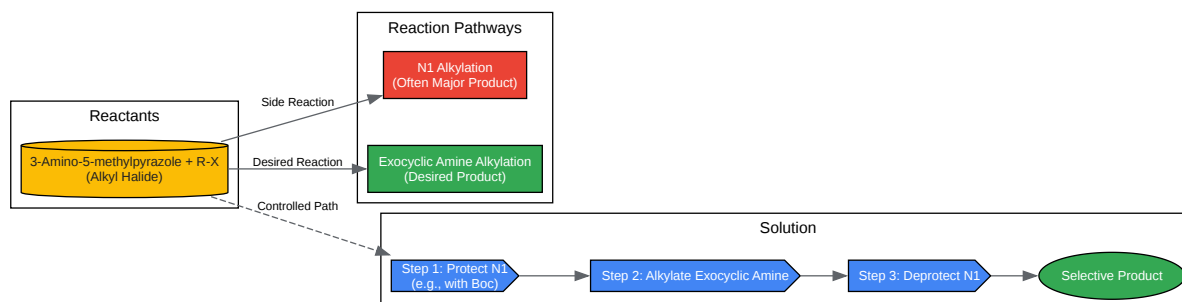 Reaction Pathways
N1 Alkylation
(Often Major Product)
Side Reaction
Reactants
3-Amino-5-methylpyrazole + R-X
(Alkyl Halide)
Desired Reaction
Exocyclic Amine Alkylation
(Desired Product)
Controlled Path
Solution
Step 1: Protect N1
(e.g., with Boc)
Step 2: Alkylate Exocyclic Amine
Step 3: Deprotect N1
Selective Product